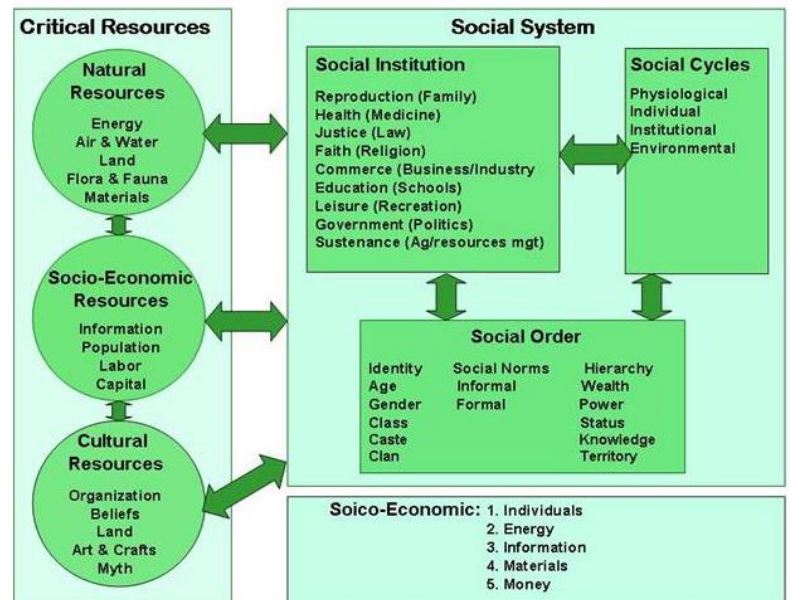 Critical Resources
Natural
Resources
Energy
Air & Water
Land
Flora & Fauna
Materials
Socio-Economic
Resources
Information
Population
Labor
Capital
Cultural
Resources
Organization
Beliefs
Land
Art & Crafts
Myth
Social System
Social Institution
Reproduction (Family)
Health (Medicine)
Justice (Law)
Faith (Religion)
Commerce (Business/Industry
Education (Schools)
Leisure (Recreation)
Government (Politics)
Sustenance (Ag/resources mgt)
Social Cycles
Physiological
Individual
Institutional
Environmental
Social Order
Identity
Age
Gender
Class
Caste
Clan
Social Norms
Informal
Formal
Hierarchy
Wealth
Power
Status
Knowledge
Territory
Soico-Economic: 1. Individuals
2. Energy
3. Information
4. Materials
5. Money